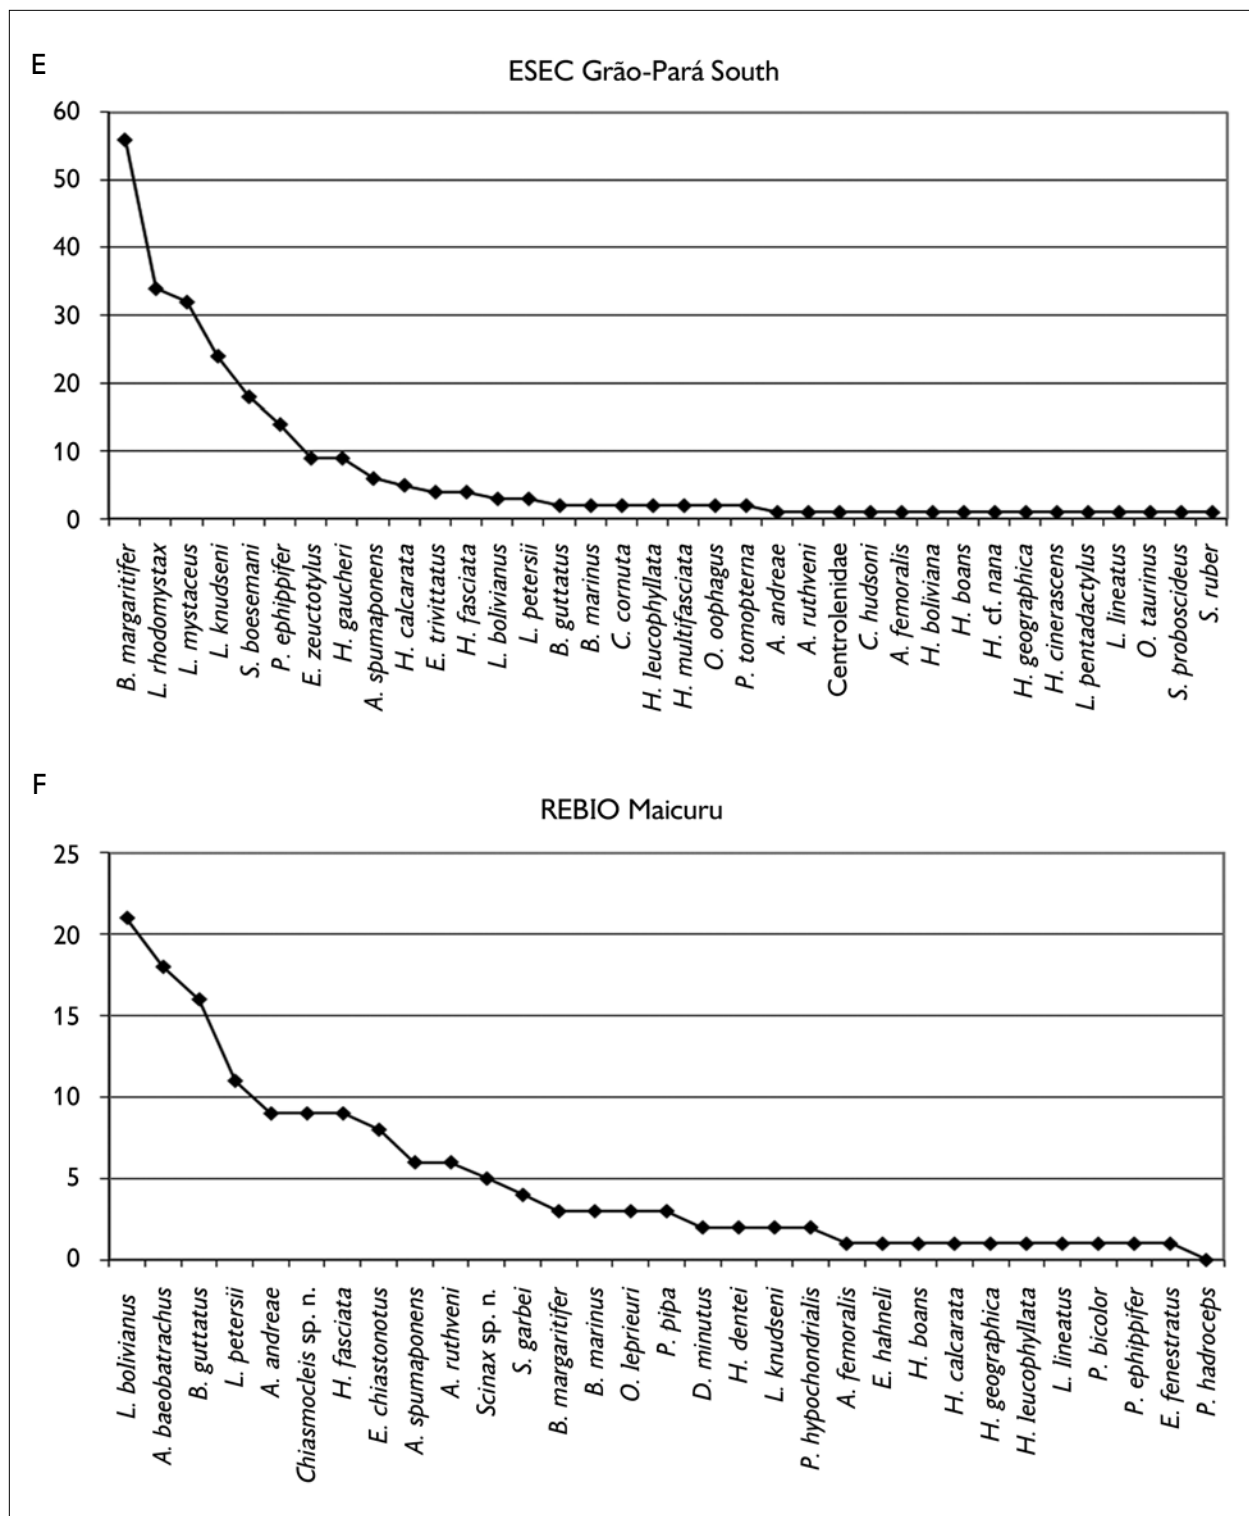 E
ESEC Grão-Pará South
60
50
40
30
20
10
0
B. margaritifer
L. rhodomystax
L. mystaceus
L. knudseni
S. boesemani
P. ephippifer
E. zeuctotylus
H. gaucheri
A. spumaponens
H. calcarata
E. trivittatus
H. fasciata
L. bolivianus
L. petersii
B. guttatus
B. marinus
C. cornuta
H. leucophyllata
H. multifasciata
O. oophagus
P. tomopterna
A. andreae
A. ruthveni
Centrolenidae
C. hudsoni
A. femoralis
H. boliviana
H. boans
H. cf. nana
H. geographica
H. cinerascens
L. pentadactylus
L. lineatus
O. taurinus
S. proboscideus
S. ruber
F
REBIO Maicuru
25
20
15
10
5
0
L. bolivianus
A. baeobatrachus
B. guttatus
L. petersii
A. andreae
Chiasmocleis sp. n.
H. fasciata
E. chiastonotus
A. spumaponens
A. ruthveni
Scinax sp. n.
S. garbei
B. margaritifer
B. marinus
O. leprieuri
P. pipa
D. minutus
H. dentei
L. knudseni
P. hypochondrialis
A. femoralis
E. hahneli
H. boans
H. calcarata
H. geographica
H. leucophyllata
L. lineatus
P. bicolor
P. ephippifer
E. fenestratus
P. hadroceps